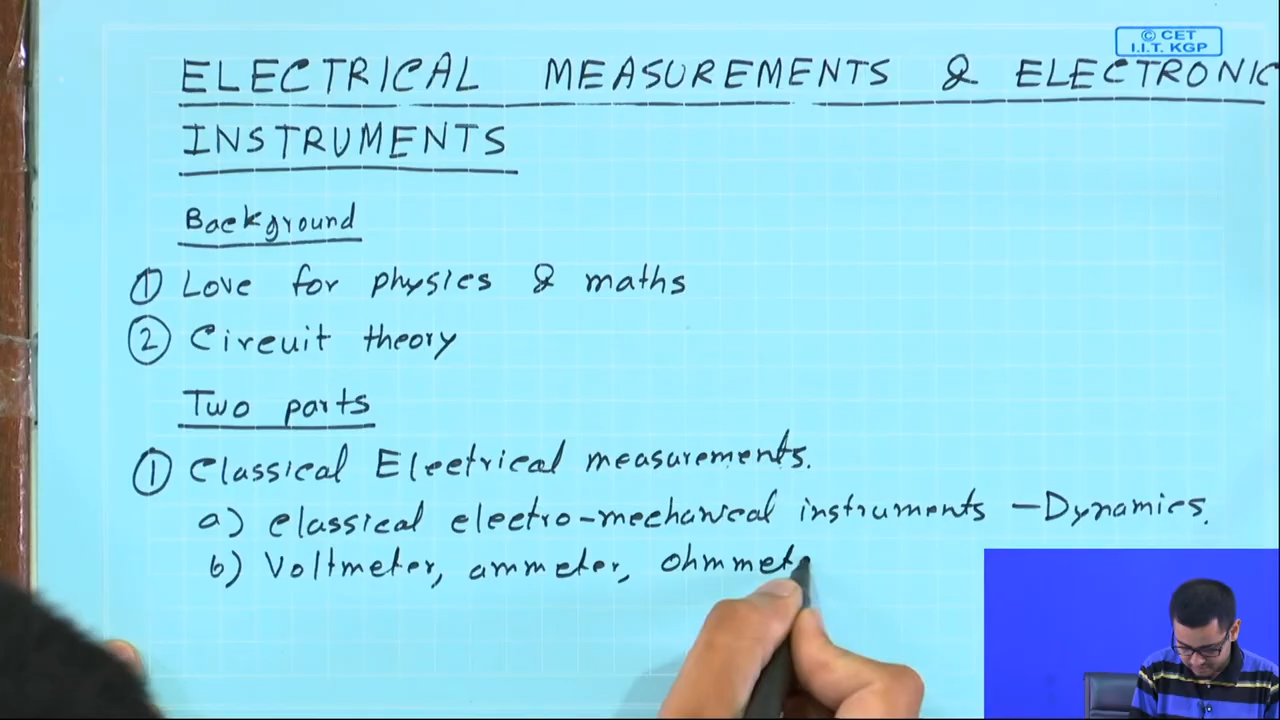 © CET
I.I.T. KGP
ELECTRICAL MEASUREMENTS & ELECTRONIC
INSTRUMENTS
Background
① Love for physics & maths
② Circuit theory
Two parts
① Classical Electrical measurements.
a) Classical electro-mechanical instruments - Dynamics.
b) Voltmeter, ammeter, ohmmet